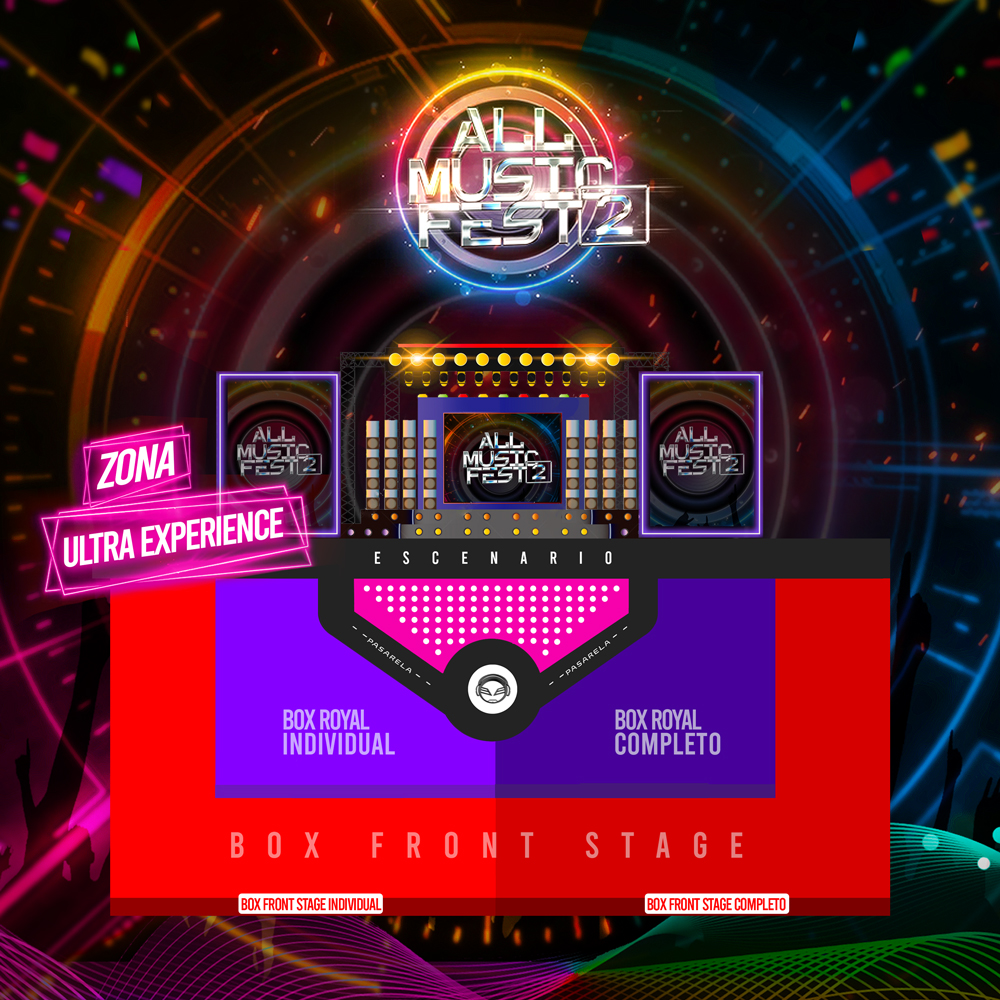 ALL
MUSIC
FEST 2
ALL
MUSIC
FEST 2
ALL
MUSIC
FEST 2
ALL
MUSIC
FEST 2
ZONA
ULTRA EXPERIENCE
ESCENARIO
PASARELA
PASARELA
BOX ROYAL
INDIVIDUAL
BOX ROYAL
COMPLETO
BOX FRONT STAGE
BOX FRONT STAGE INDIVIDUAL
BOX FRONT STAGE COMPLETO